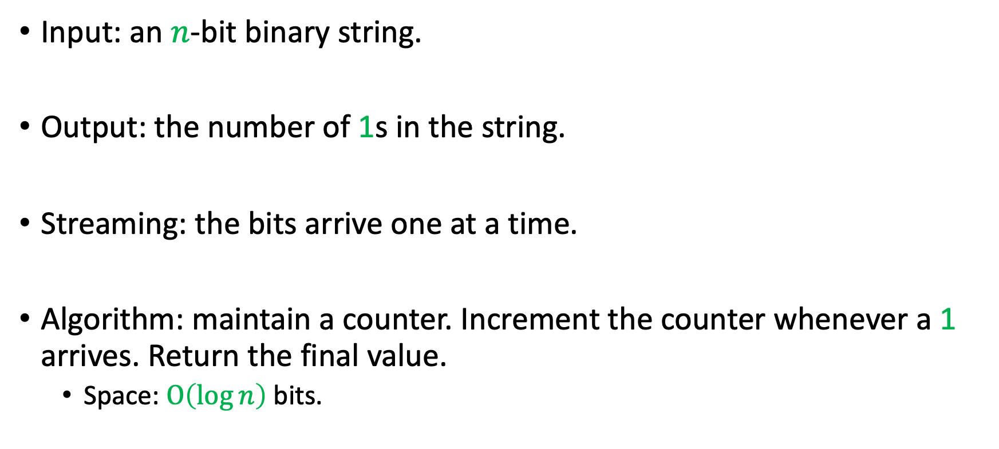 • Input: an n-bit binary string.
• Output: the number of 1s in the string.
• Streaming: the bits arrive one at a time.
• Algorithm: maintain a counter. Increment the counter whenever a 1
arrives. Return the final value.
• Space: O(log n) bits.